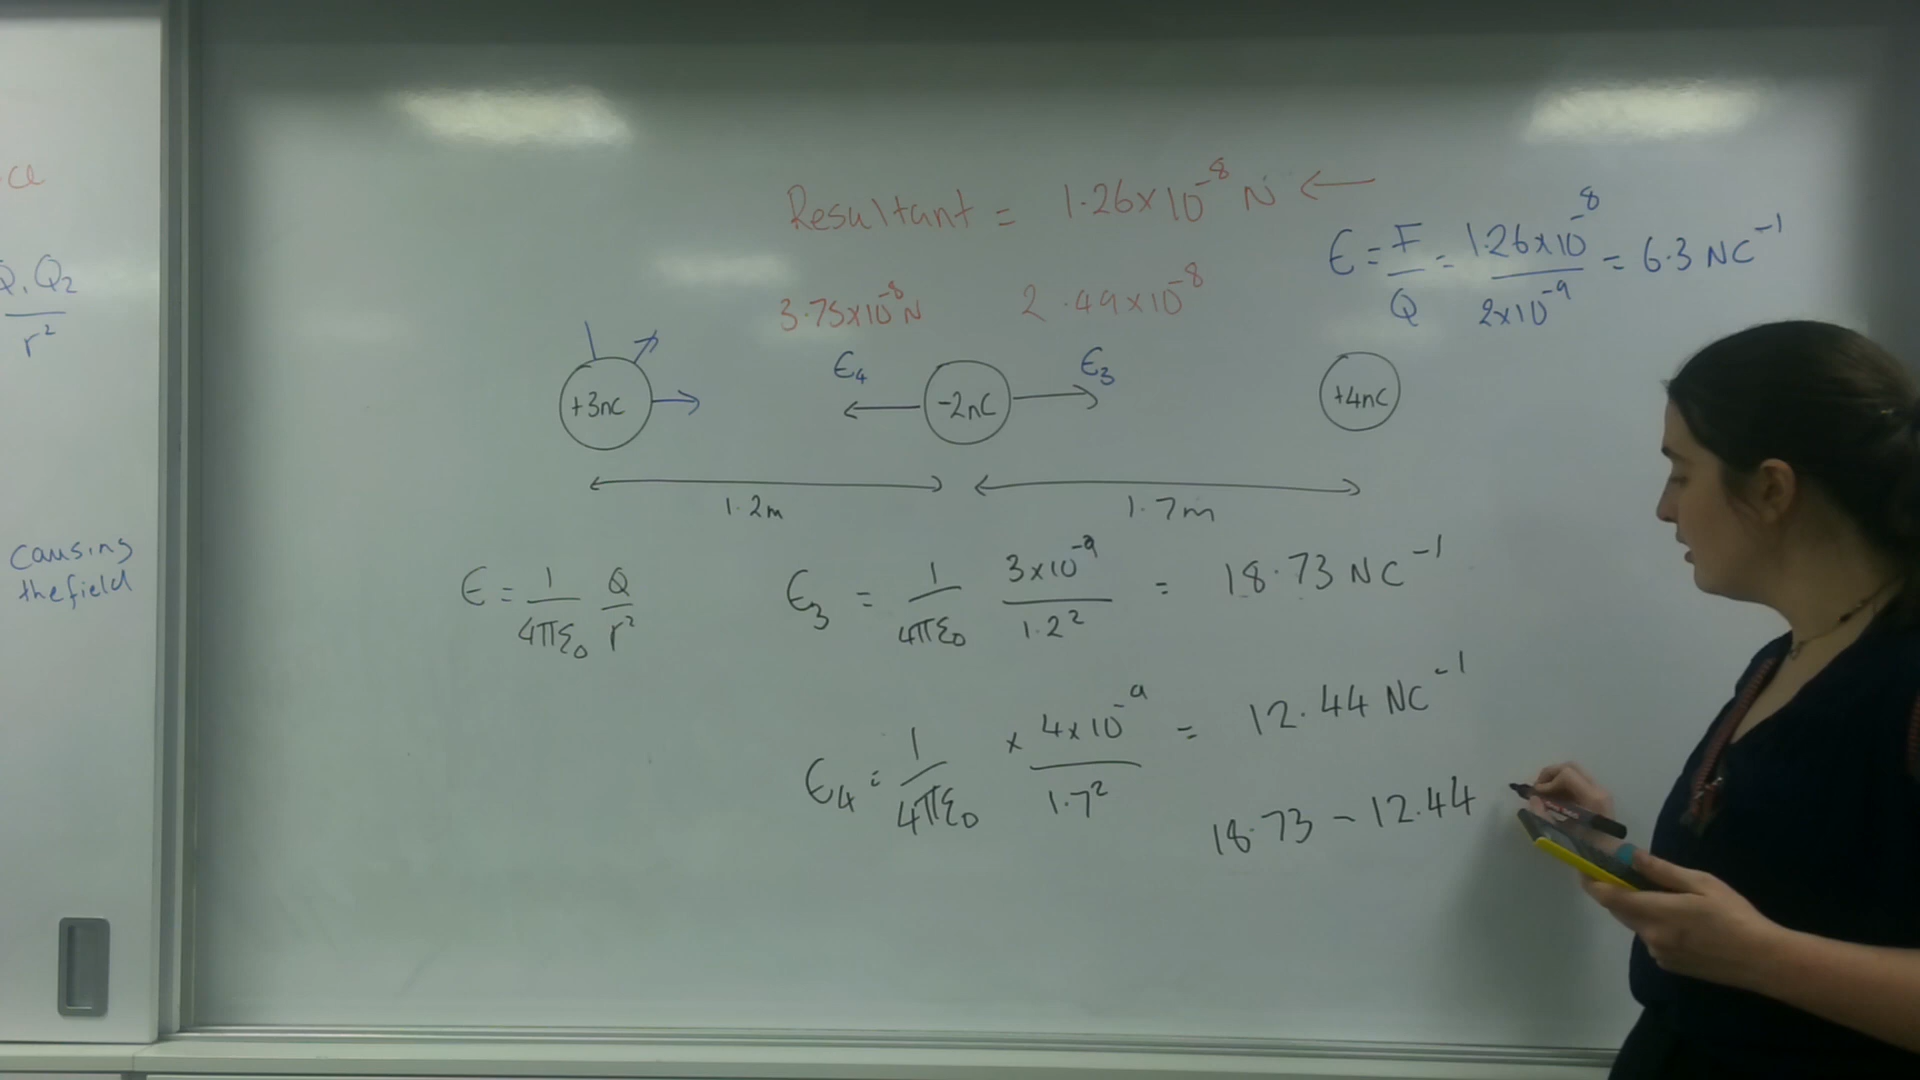 ce
Q1Q2
r²
causing
the field
Resultant = 1.26×10⁻⁸ N ←
E = F/Q = 1.26×10⁻⁸/2×10⁻⁹ = 6.3 NC⁻¹
3.75×10⁻⁸N 2.49×10⁻⁸
E₄ E₃
+3nC -2nC +4nC
1.2m 1.7m
E = 1/4πε₀ Q/r² E₃ = 1/4πε₀ 3×10⁻⁹/1.2² = 18.73 NC⁻¹
E₄ = 1/4πε₀ × 4×10⁻⁹/1.7² = 12.44 NC⁻¹
18.73 - 12.44